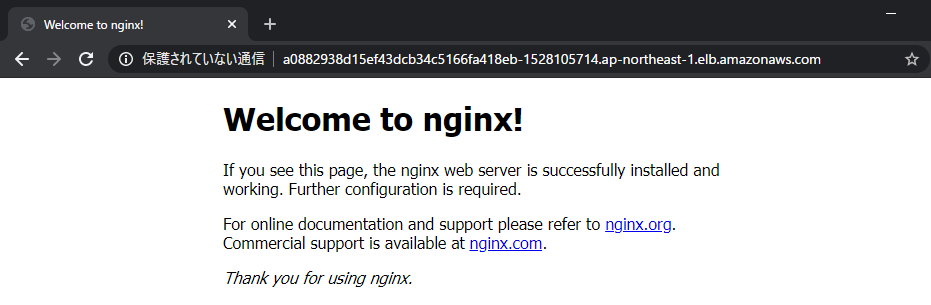 Welcome to nginx!
保護されていない通信 a0882938d15ef43dcb34c5166fa418eb-1528105714.ap-northeast-1.elb.amazonaws.com
Welcome to nginx!
If you see this page, the nginx web server is successfully installed and
working. Further configuration is required.
For online documentation and support please refer to nginx.org.
Commercial support is available at nginx.com.
Thank you for using nginx.